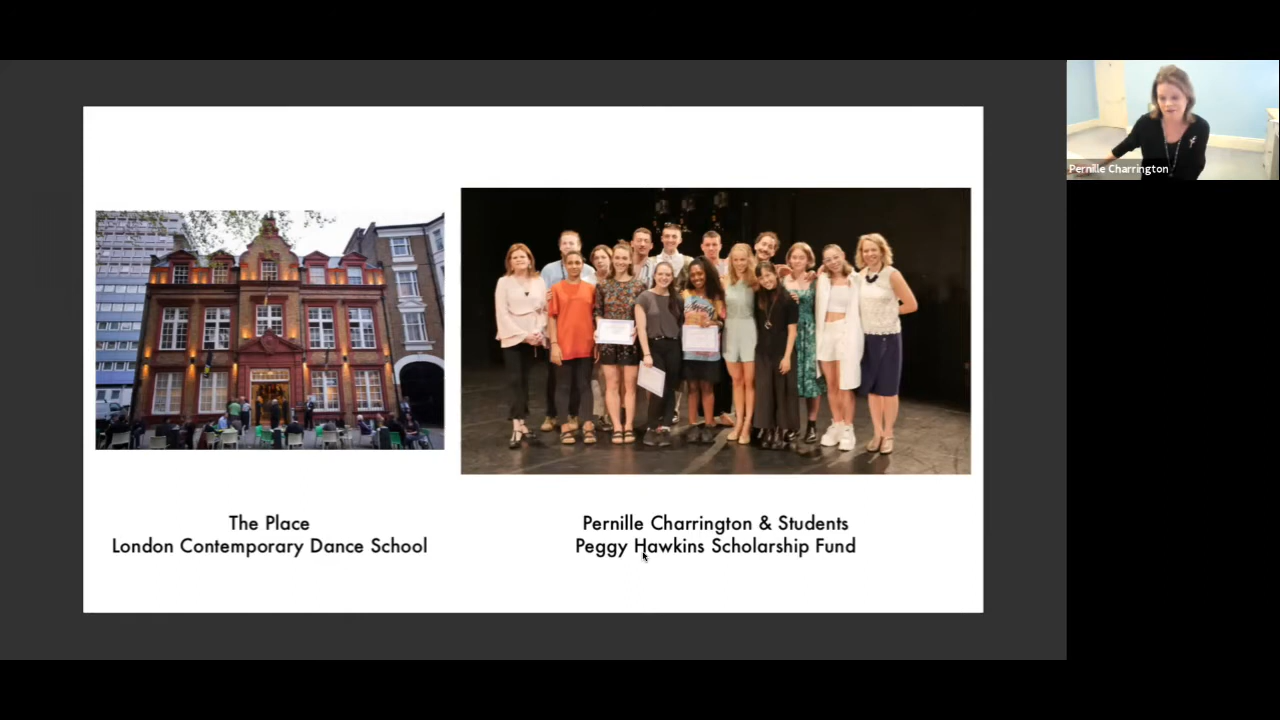 Pernille Charrington
The Place
London Contemporary Dance School
Pernille Charrington & Students
Peggy Hawkins Scholarship Fund